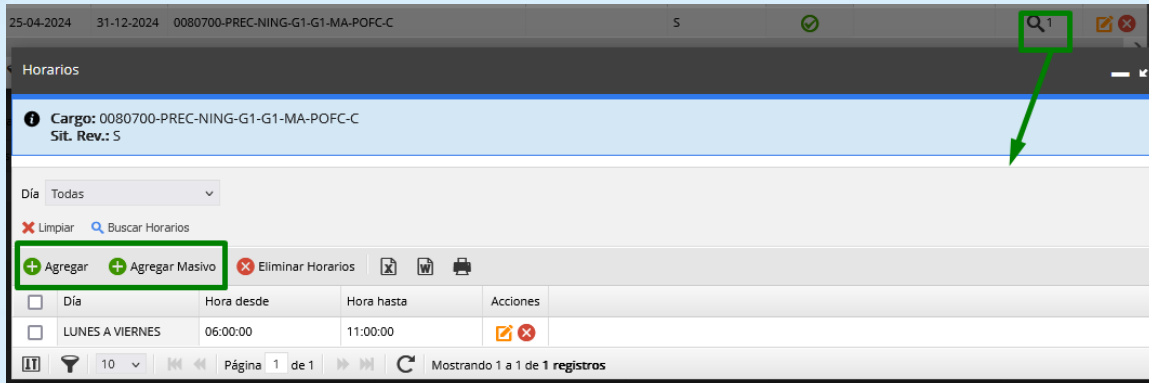 25-04-2024 31-12-2024 0080700-PREC-NING-G1-G1-MA-POFC-C S 1
Horarios
Cargo: 0080700-PREC-NING-G1-G1-MA-POFC-C
Sit. Rev.: S
Día Todas
Limpiar Buscar Horarios
Agregar Agregar Masivo Eliminar Horarios
Día Hora desde Hora hasta Acciones
LUNES A VIERNES 06:00:00 11:00:00
10 Página 1 de 1 Mostrando 1 a 1 de 1 registros